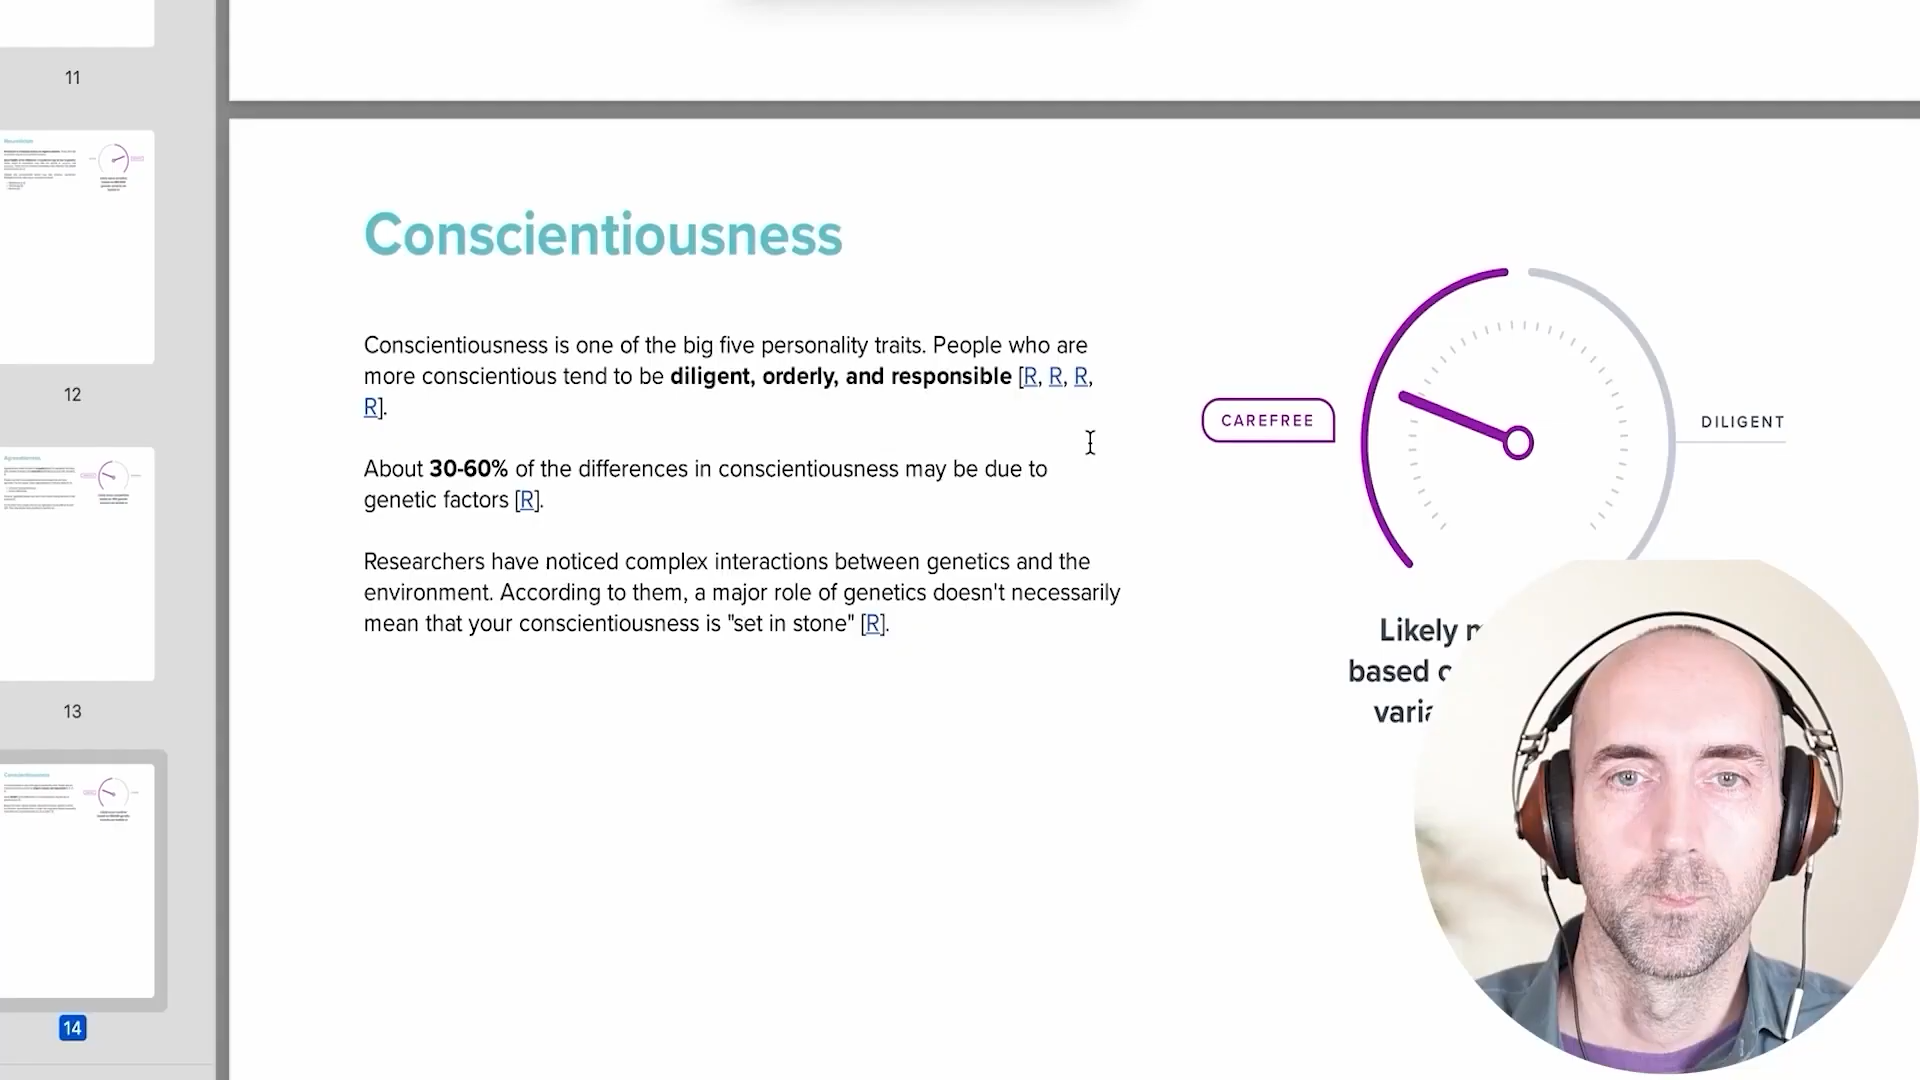 11
12
13
14
Conscientiousness
Conscientiousness is one of the big five personality traits. People who are
more conscientious tend to be diligent, orderly, and responsible [R, R, R,
R].
About 30-60% of the differences in conscientiousness may be due to
genetic factors [R].
Researchers have noticed complex interactions between genetics and the
environment. According to them, a major role of genetics doesn't necessarily
mean that your conscientiousness is "set in stone" [R].
CAREFREE
DILIGENT
Likely
based
Neuroticism
Agreeableness
Conscientiousness